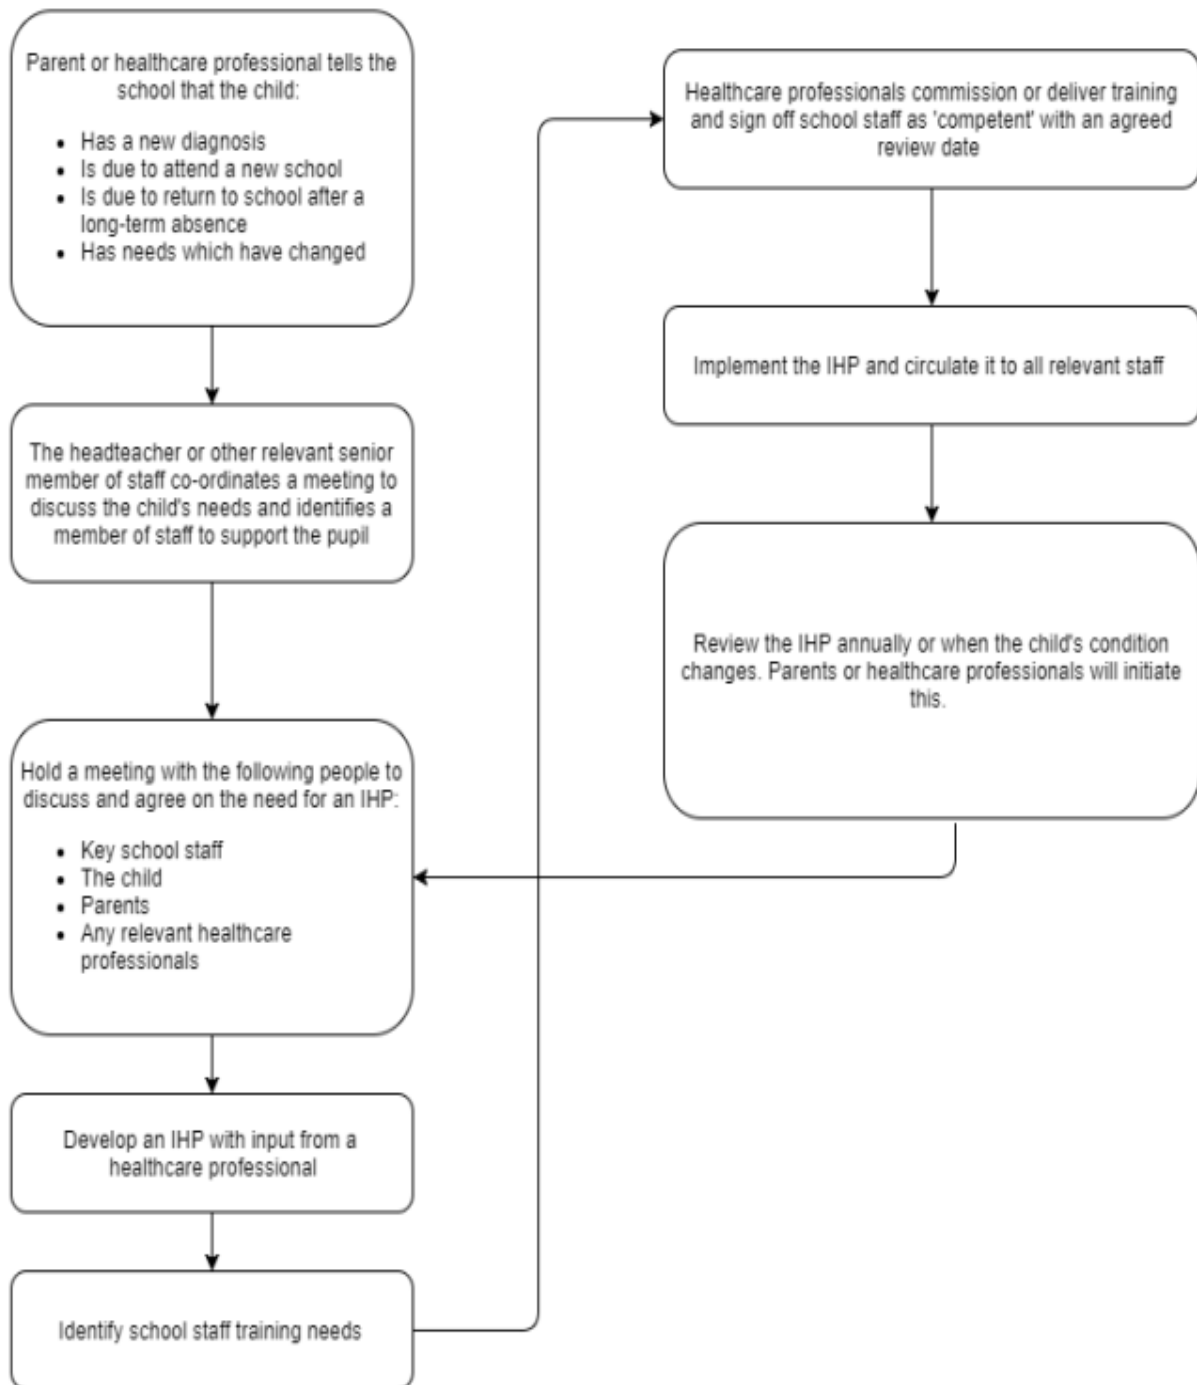 Parent or healthcare professional tells the
school that the child:
• Has a new diagnosis
• Is due to attend a new school
• Is due to return to school after a
long-term absence
• Has needs which have changed
The headteacher or other relevant senior
member of staff co-ordinates a meeting to
discuss the child's needs and identifies a
member of staff to support the pupil
Hold a meeting with the following people to
discuss and agree on the need for an IHP:
• Key school staff
• The child
• Parents
• Any relevant healthcare
professionals
Develop an IHP with input from a
healthcare professional
Identify school staff training needs
Healthcare professionals commission or deliver training
and sign off school staff as 'competent' with an agreed
review date
Implement the IHP and circulate it to all relevant staff
Review the IHP annually or when the child's condition
changes. Parents or healthcare professionals will initiate
this.